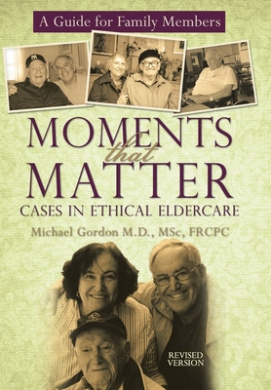 A Guide for Family Members
MOMENTS
that
MATTER
CASES IN ETHICAL ELDERCARE
Michael Gordon M.D., MSc, FRCPC
REVISED
VERSION